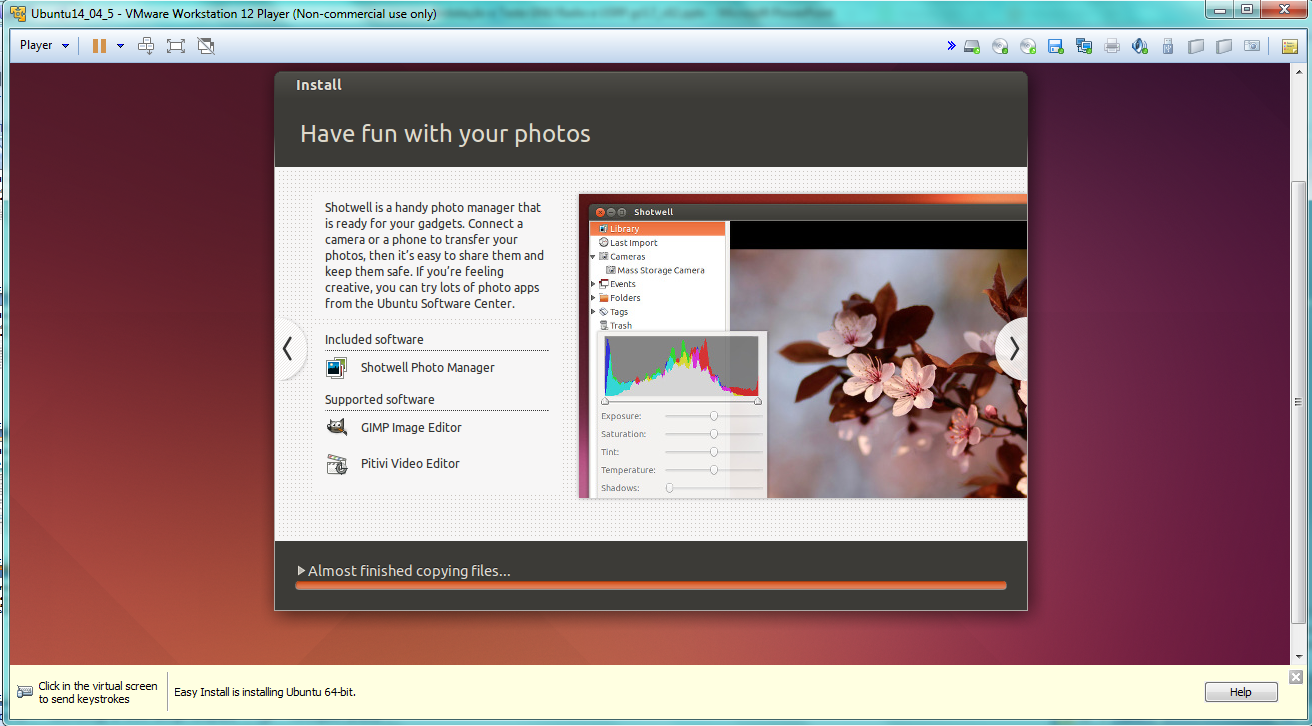 Ubuntu14_04_5 - VMware Workstation 12 Player (Non-commercial use only)
Player
Install
Have fun with your photos
Shotwell is a handy photo manager
that is ready for your gadgets. Connect a
camera or a phone to transfer your
photos, then it's easy to share them and
keep them safe. If you're feeling
creative, you can try lots of photo apps
from the Ubuntu Software Center.
Included software
Shotwell Photo Manager
Supported software
GIMP Image Editor
Pitivi Video Editor
Shotwell
Library
Last Import
Cameras
Mass Storage Camera
Events
Folders
Tags
Trash
Exposure:
Saturation:
Tint:
Temperature:
Shadows:
Almost finished copying files...
Click in the virtual screen
to send keystrokes
Easy Install is installing Ubuntu 64-bit.
Help